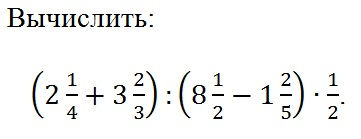 Вычислить:
(2 1/4 + 3 2/3) : (8 1/2 − 1 2/5) · 1/2.